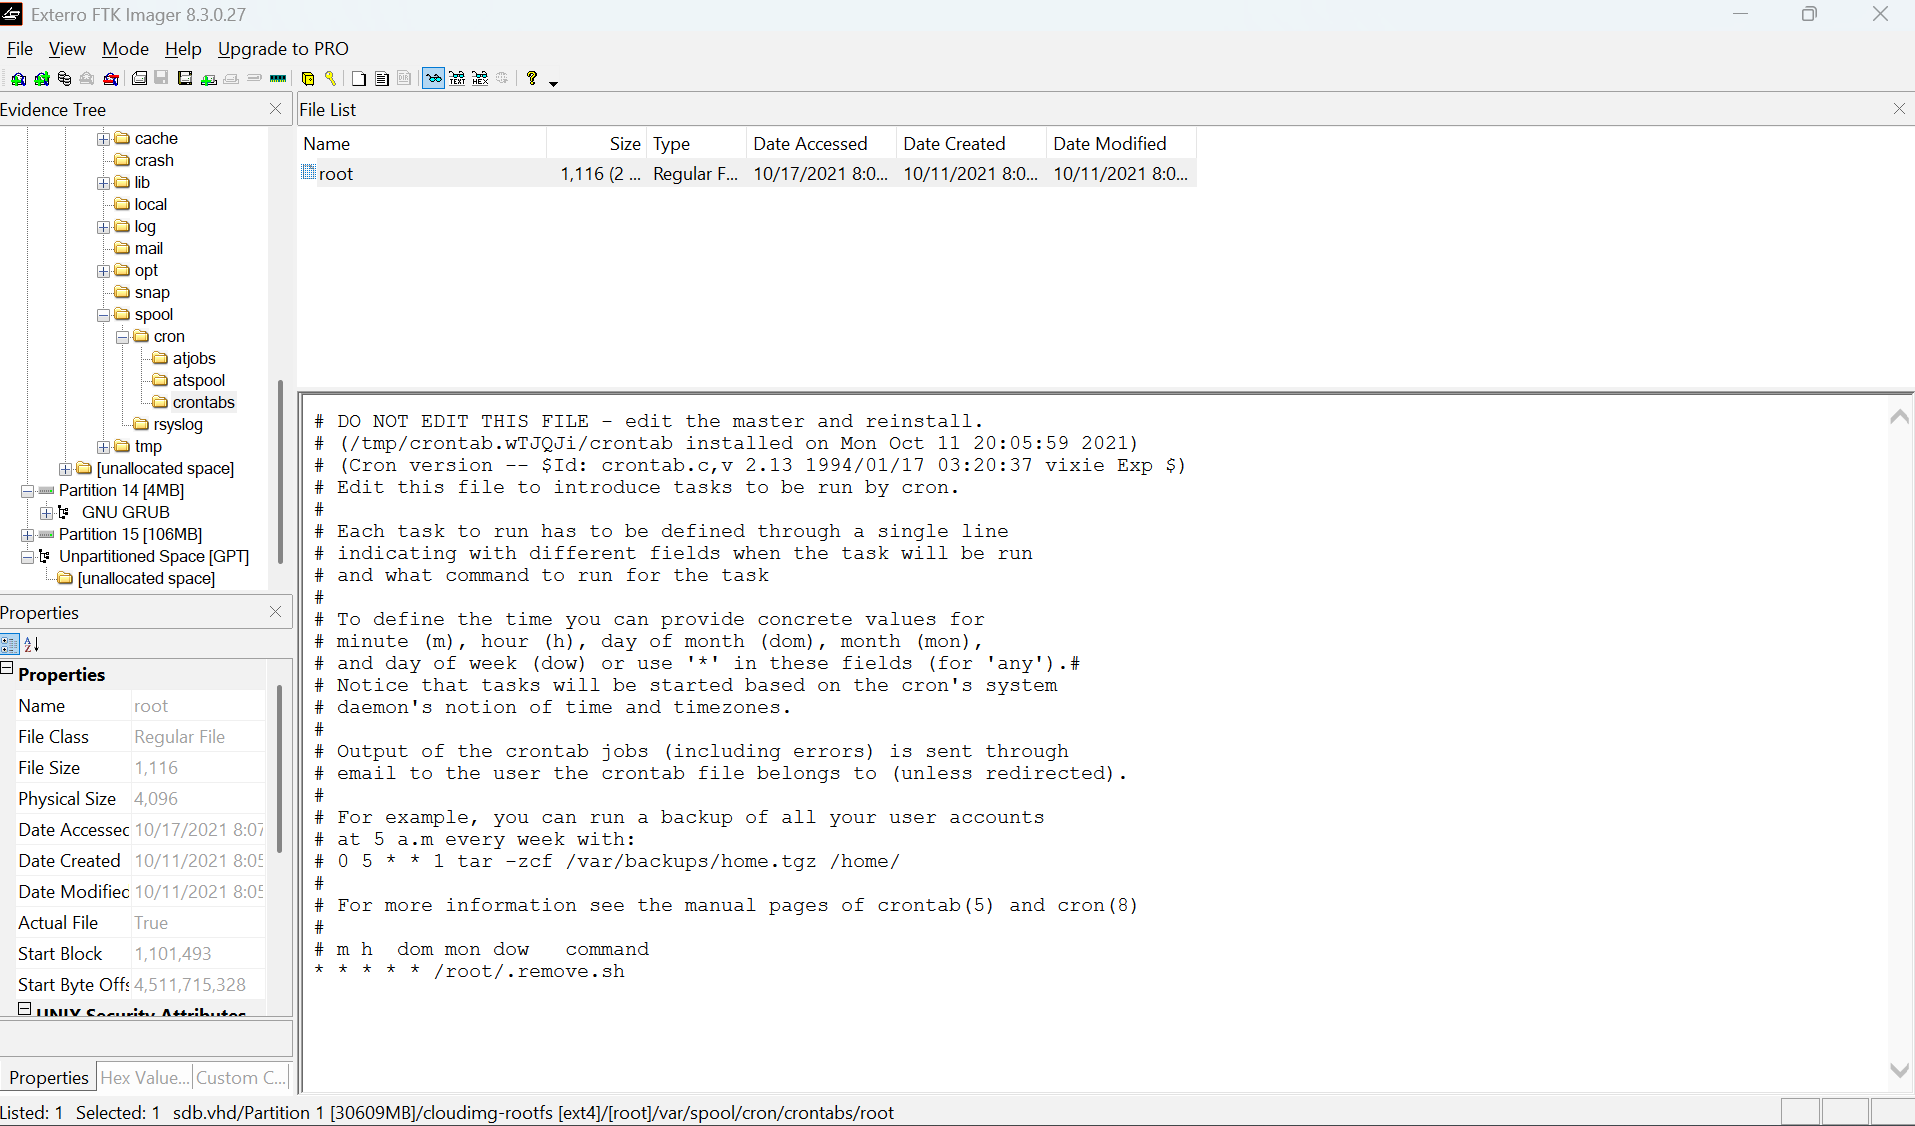 Exterro FTK Imager 8.3.0.27
File View Mode Help Upgrade to PRO
Evidence Tree
cache
crash
lib
local
log
mail
opt
snap
spool
cron
atjobs
atspool
crontabs
rsyslog
tmp
[unallocated space]
Partition 14 [4MB]
GNU GRUB
Partition 15 [106MB]
Unpartitioned Space [GPT]
[unallocated space]
Properties
Properties
Name root
File Class Regular File
File Size 1,116
Physical Size 4,096
Date Accessed 10/17/2021 8:07
Date Created 10/11/2021 8:05
Date Modified 10/11/2021 8:05
Actual File True
Start Block 1,101,493
Start Byte Offs 4,511,715,328
UNIX Security Attributes
Properties Hex Value... Custom C...
File List
Name Size Type Date Accessed Date Created Date Modified
root 1,116 (2 ... Regular F... 10/17/2021 8:0... 10/11/2021 8:0... 10/11/2021 8:0...
# DO NOT EDIT THIS FILE - edit the master and reinstall.
# (/tmp/crontab.wTJQJi/crontab installed on Mon Oct 11 20:05:59 2021)
# (Cron version -- $Id: crontab.c,v 2.13 1994/01/17 03:20:37 vixie Exp $)
# Edit this file to introduce tasks to be run by cron.
#
# Each task to run has to be defined through a single line
# indicating with different fields when the task will be run
# and what command to run for the task
#
# To define the time you can provide concrete values for
# minute (m), hour (h), day of month (dom), month (mon),
# and day of week (dow) or use '*' in these fields (for 'any').#
# Notice that tasks will be started based on the cron's system
# daemon's notion of time and timezones.
#
# Output of the crontab jobs (including errors) is sent through
# email to the user the crontab file belongs to (unless redirected).
#
# For example, you can run a backup of all your user accounts
# at 5 a.m every week with:
# 0 5 * * 1 tar -zcf /var/backups/home.tgz /home/
#
# For more information see the manual pages of crontab(5) and cron(8)
#
# m h  dom mon dow   command
* * * * * /root/.remove.sh
Listed: 1 Selected: 1 sdb.vhd/Partition 1 [30609MB]/cloudimg-rootfs [ext4]/[root]/var/spool/cron/crontabs/root